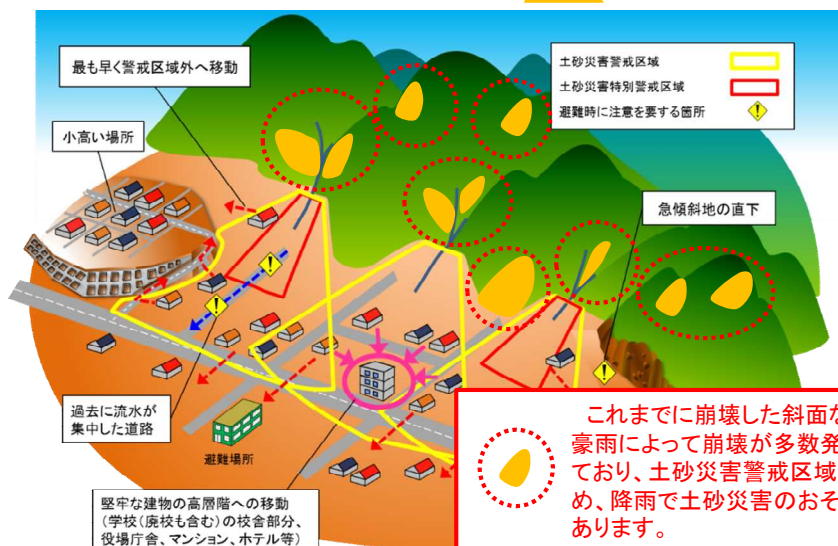 最も早く警戒区域外へ移動
小高い場所
土砂災害警戒区域
土砂災害特別警戒区域
避難時に注意を要する箇所
急傾斜地の直下
過去に流水が
集中した道路
避難場所
堅牢な建物の高層階への移動
(学校(廃校も含む)の校舎部分、
役場庁舎、マンション、ホテル等)
これまでに崩壊した斜面な
豪雨によって崩壊が多数発
ており、土砂災害警戒区域
め、降雨で土砂災害のおそ
あります。